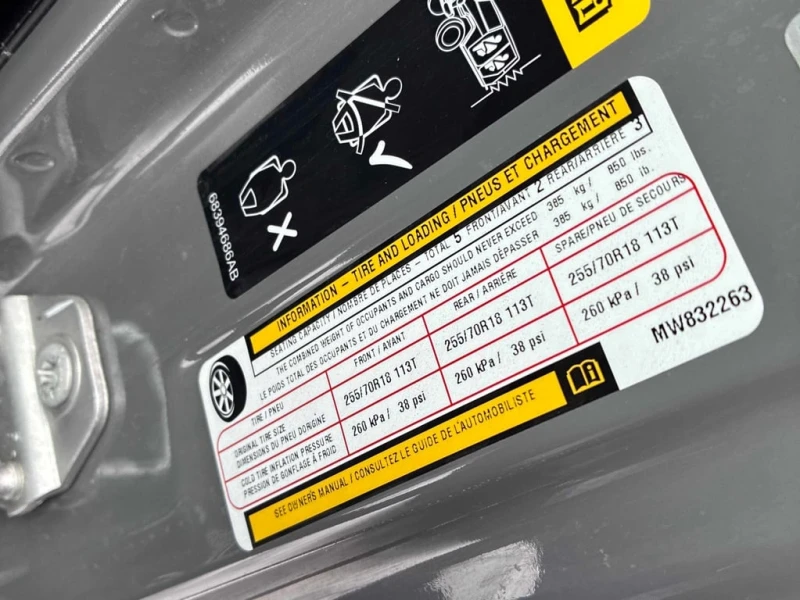 68394686AB
INFORMATION – TIRE AND LOADING / PNEUS ET CHARGEMENT
SEATING CAPACITY / NOMBRE DE PLACES – TOTAL 5 FRONT/AVANT 2 REAR/ARRIÈRE 3
THE COMBINED WEIGHT OF OCCUPANTS AND CARGO SHOULD NEVER EXCEED 385 kg / 850 lbs.
LE POIDS TOTAL DES OCCUPANTS ET DU CHARGEMENT NE DOIT JAMAIS DÉPASSER 385 kg / 850 lb.
TIRE / PNEU FRONT / AVANT REAR / ARRIÈRE SPARE/PNEU DE SECOURS
ORIGINAL TIRE SIZE
DIMENSIONS DU PNEU D'ORIGINE
255/70R18 113T 255/70R18 113T 255/70R18 113T
COLD TIRE INFLATION PRESSURE
PRESSION DE GONFLAGE À FROID
260 kPa / 38 psi 260 kPa / 38 psi 260 kPa / 38 psi
SEE OWNER'S MANUAL / CONSULTEZ LE GUIDE DE L'AUTOMOBILISTE
MW832263